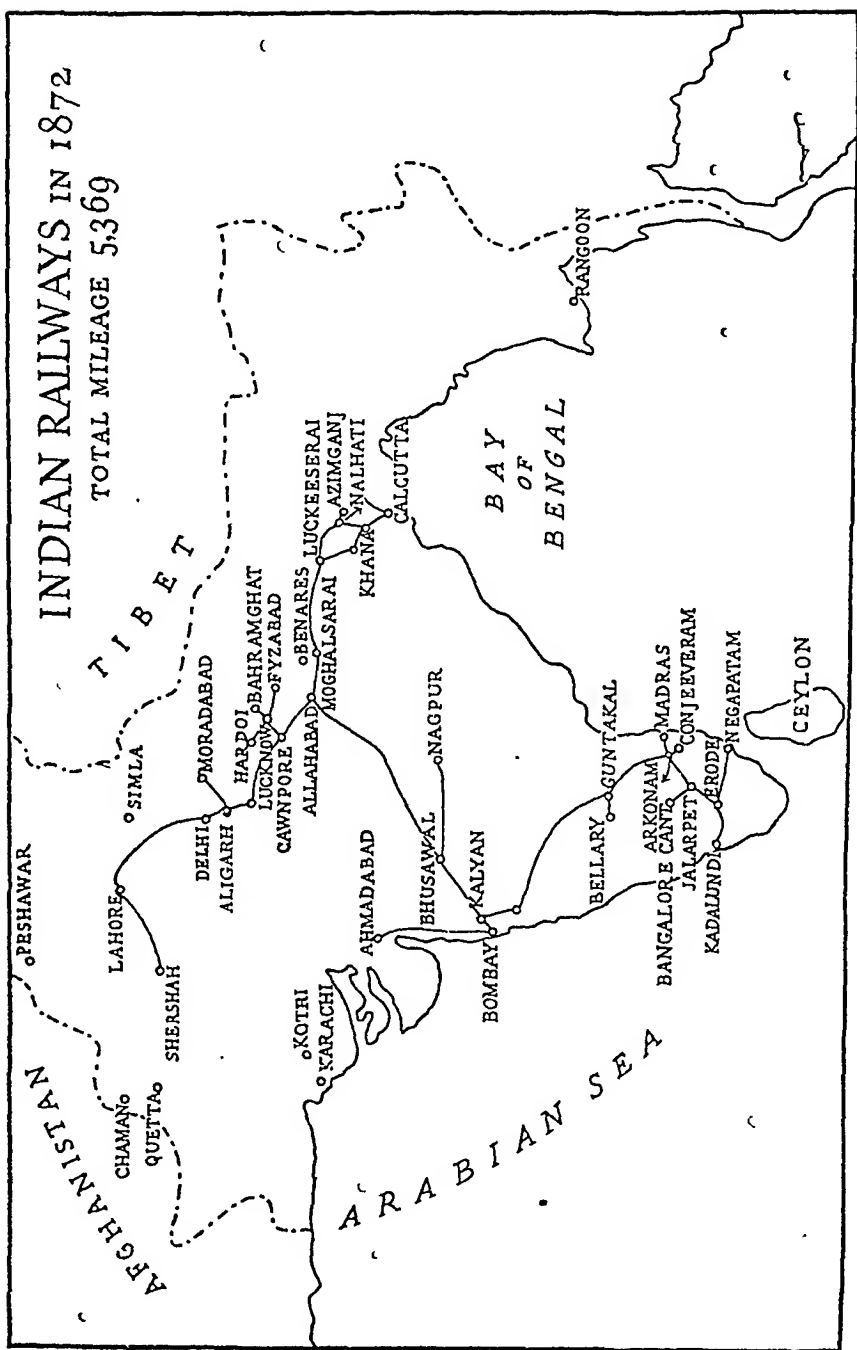 INDIAN RAILWAYS IN 1872
TOTAL MILEAGE 5,369
AFGHANISTAN
TIBET
PESHAWAR
CHAMAN
QUETTA
LAHORE
SHERSHAH
SIMLA
DELHI
ALIGARH
MORADABAD
HARDOI
BAHRAMGHAT
LUCKNOW
FYZABAD
CAWNPORE
ALLAHABAD
BENARES
MOGHALSARAI
LUCKEESERAI
AZIMGANJ
NALHATI
KHANA
CALCUTTA
KOTRI
KARACHI
AHMADABAD
BHUSAWAL
NAGPUR
KALYAN
BOMBAY
RANGOON
BAY
OF
BENGAL
ARABIAN SEA
BELLARY
GUNTAKAL
MADRAS
ARKONAM
CONJEEVERAM
BANGALORE CANT.
JALARPET
KADALUNDI
ERODE
NEGAPATAM
CEYLON